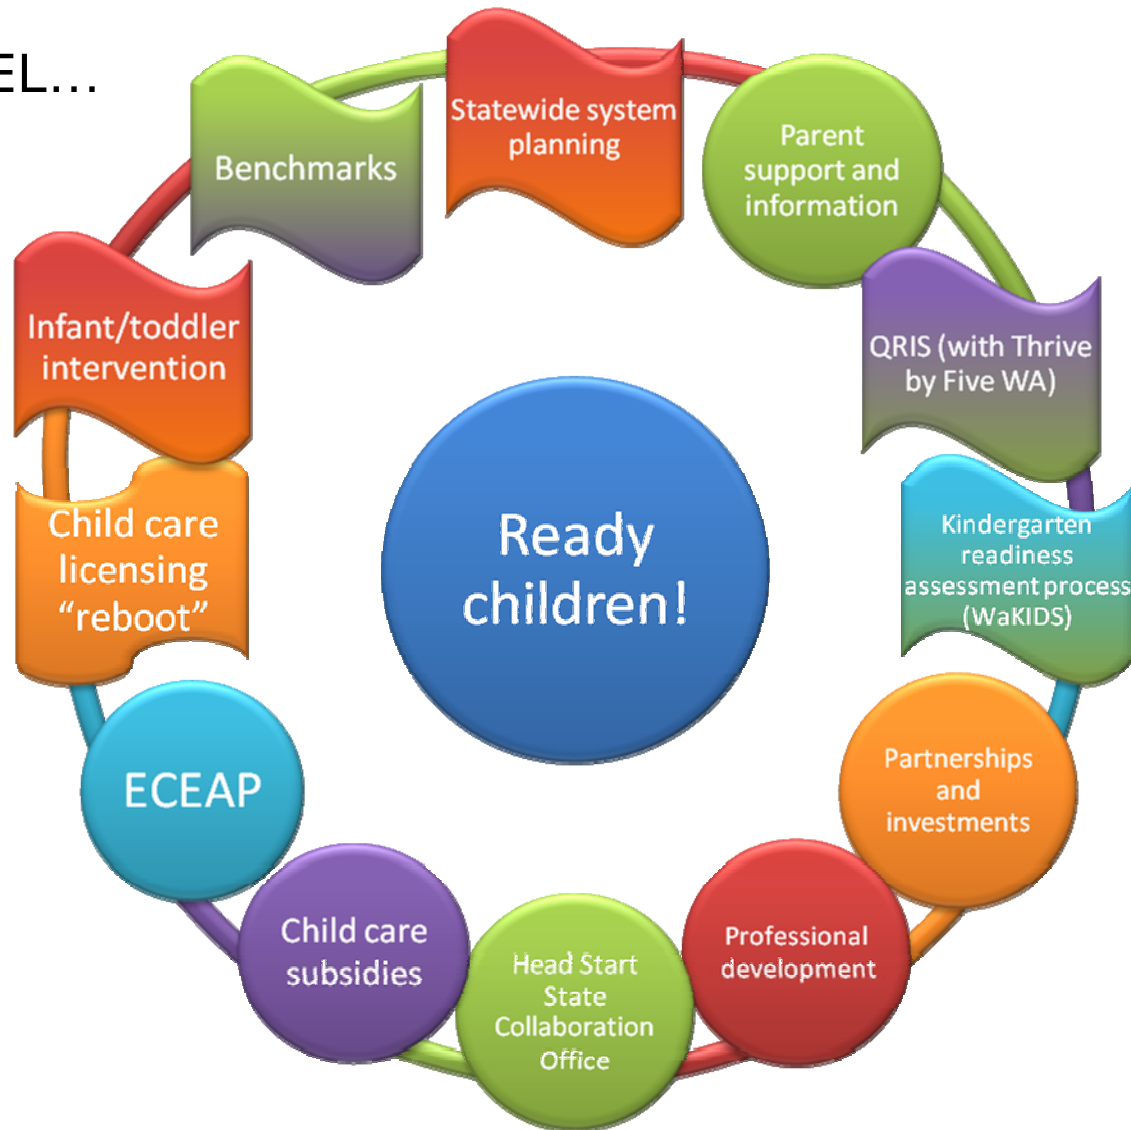 EL...
Statewide system
planning
Parent
support and
information
QRIS (with Thrive
by Five WA)
Kindergarten
readiness
assessment process
(WaKIDS)
Partnerships
and
investments
Professional
development
Head Start
State
Collaboration
Office
Child care
subsidies
ECEAP
Child care
licensing
“reboot”
Infant/toddler
intervention
Benchmarks
Ready
children!